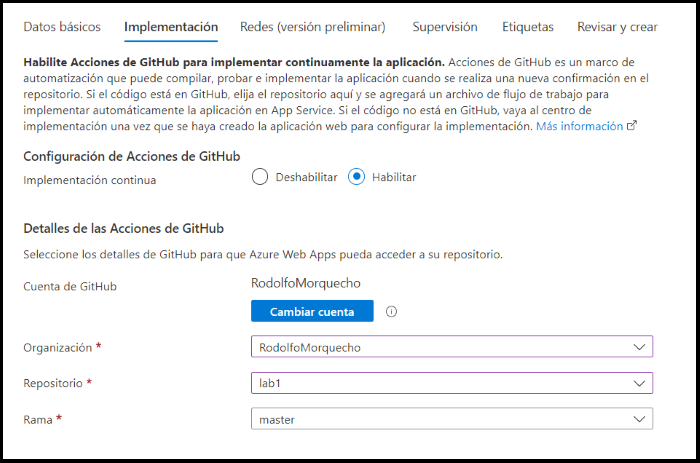 Datos básicos Implementación Redes (versión preliminar) Supervisión Etiquetas Revisar y crear
Habilite Acciones de GitHub para implementar continuamente la aplicación. Acciones de GitHub es un marco de
automatización que puede compilar, probar e implementar la aplicación cuando se realiza una nueva confirmación en el
repositorio. Si el código está en GitHub, elija el repositorio aquí y se agregará un archivo de flujo de trabajo para
implementar automáticamente la aplicación en App Service. Si el código no está en GitHub, vaya al centro de
implementación una vez que se haya creado la aplicación web para configurar la implementación. Más información
Configuración de Acciones de GitHub
Implementación continua Deshabilitar Habilitar
Detalles de las Acciones de GitHub
Seleccione los detalles de GitHub para que Azure Web Apps pueda acceder a su repositorio.
Cuenta de GitHub RodolfoMorquecho
Cambiar cuenta
Organización * RodolfoMorquecho
Repositorio * lab1
Rama * master